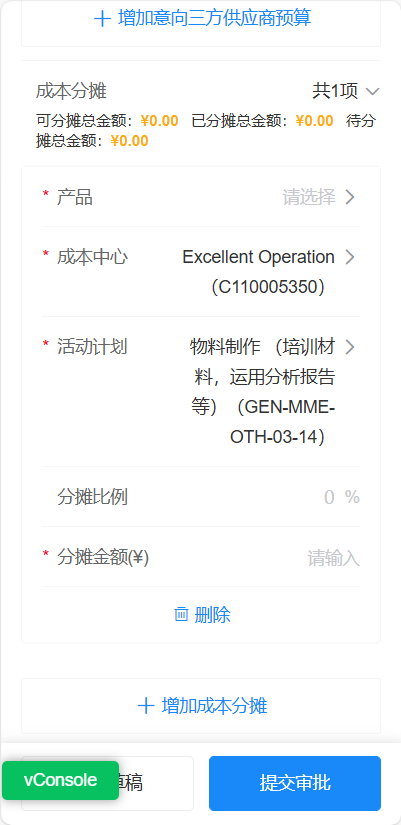 增加意向三方供应商预算
成本分摊 共1项
可分摊总金额：¥0.00 已分摊总金额：¥0.00 待分
摊总金额：¥0.00
* 产品 请选择
* 成本中心 Excellent Operation
（C110005350）
* 活动计划 物料制作 （培训材
料，运用分析报告
等）（GEN-MME-
OTH-03-14）
分摊比例 0 %
* 分摊金额(¥) 请输入
删除
增加成本分摊
vConsole 稿 提交审批